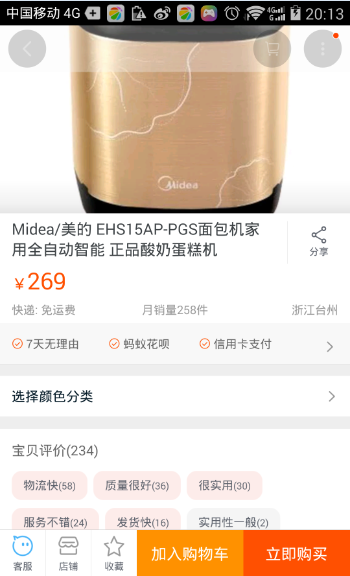 中国移动 4G 20:13
Midea
Midea/美的 EHS15AP-PGS面包机家
用全自动智能 正品酸奶蛋糕机
分享
￥269
快递: 免运费 月销量258件 浙江台州
7天无理由 蚂蚁花呗 信用卡支付
选择颜色分类
宝贝评价(234)
物流快(58) 质量很好(36) 很实用(30)
服务不错(24) 发货快(16) 实用性一般(2)
客服 店铺 收藏 加入购物车 立即购买